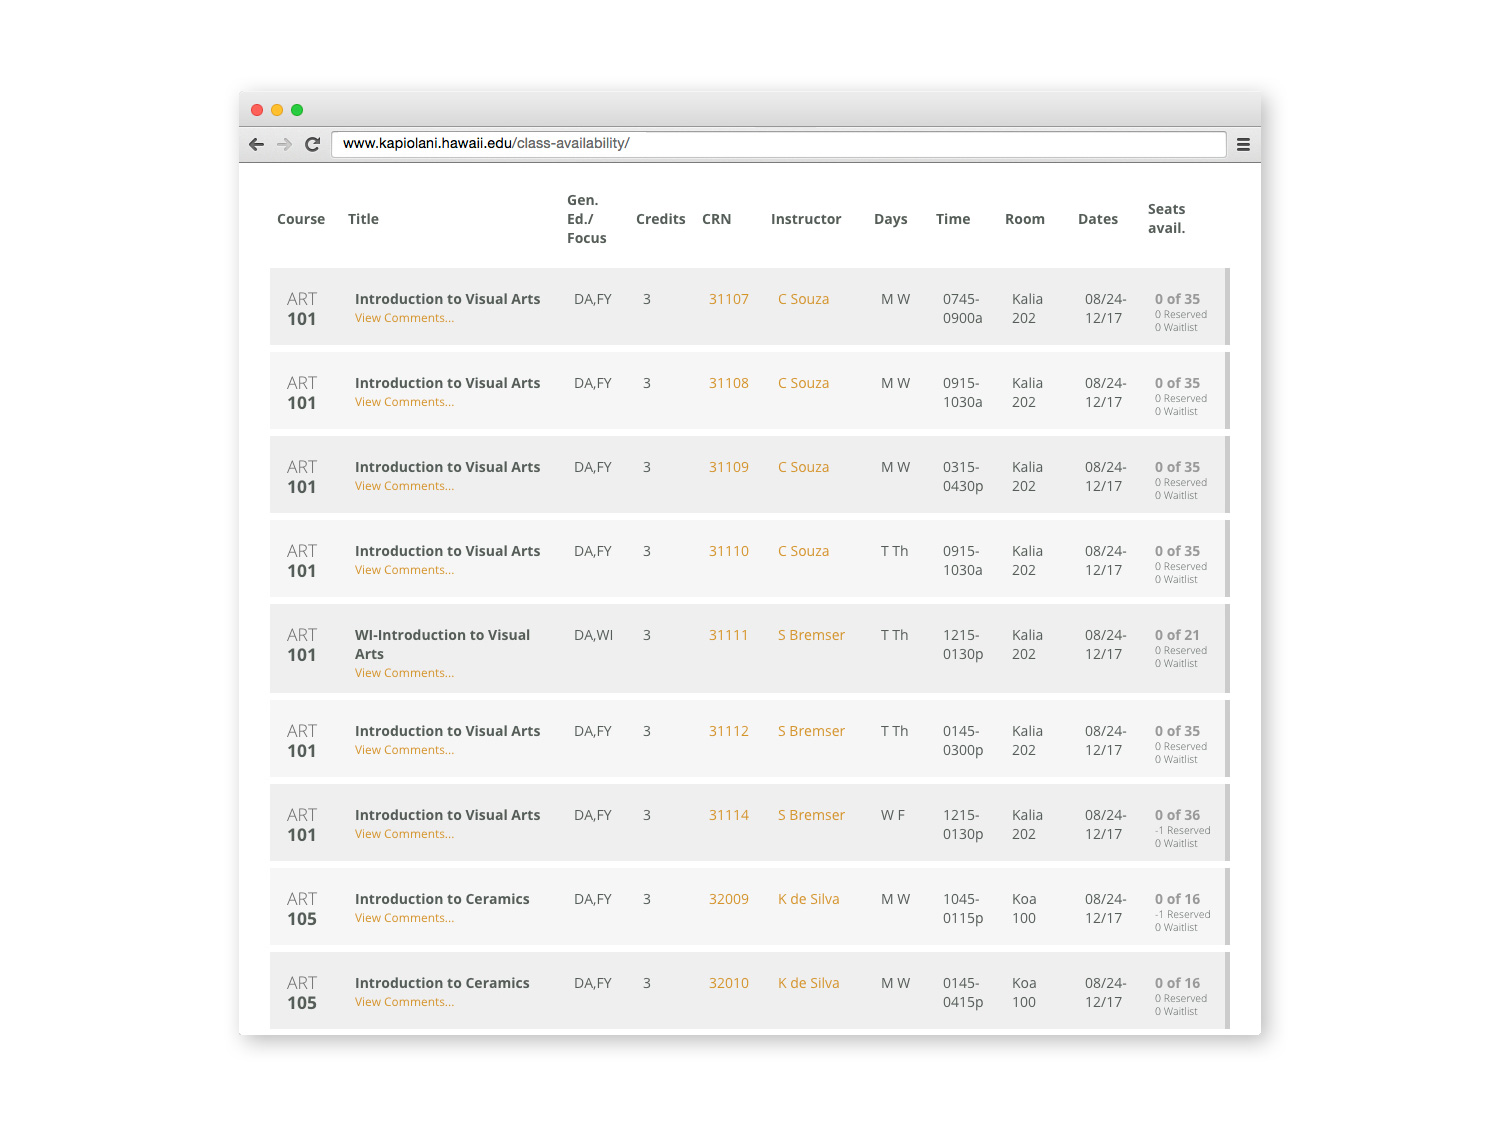 www.kapiolani.hawaii.edu/class-availability/
Course Title Gen. Ed./ Focus Credits CRN Instructor Days Time Room Dates Seats avail.
ART 101 Introduction to Visual Arts View Comments... DA,FY 3 31107 C Souza M W 0745-0900a Kalia 202 08/24-12/17 0 of 35 0 Reserved 0 Waitlist
ART 101 Introduction to Visual Arts View Comments... DA,FY 3 31108 C Souza M W 0915-1030a Kalia 202 08/24-12/17 0 of 35 0 Reserved 0 Waitlist
ART 101 Introduction to Visual Arts View Comments... DA,FY 3 31109 C Souza M W 0315-0430p Kalia 202 08/24-12/17 0 of 35 0 Reserved 0 Waitlist
ART 101 Introduction to Visual Arts View Comments... DA,FY 3 31110 C Souza T Th 0915-1030a Kalia 202 08/24-12/17 0 of 35 0 Reserved 0 Waitlist
ART 101 WI-Introduction to Visual Arts View Comments... DA,WI 3 31111 S Bremser T Th 1215-0130p Kalia 202 08/24-12/17 0 of 21 0 Reserved 0 Waitlist
ART 101 Introduction to Visual Arts View Comments... DA,FY 3 31112 S Bremser T Th 0145-0300p Kalia 202 08/24-12/17 0 of 35 0 Reserved 0 Waitlist
ART 101 Introduction to Visual Arts View Comments... DA,FY 3 31114 S Bremser W F 1215-0130p Kalia 202 08/24-12/17 0 of 36 -1 Reserved 0 Waitlist
ART 105 Introduction to Ceramics View Comments... DA,FY 3 32009 K de Silva M W 1045-0115p Koa 100 08/24-12/17 0 of 16 -1 Reserved 0 Waitlist
ART 105 Introduction to Ceramics View Comments... DA,FY 3 32010 K de Silva M W 0145-0415p Koa 100 08/24-12/17 0 of 16 0 Reserved 0 Waitlist